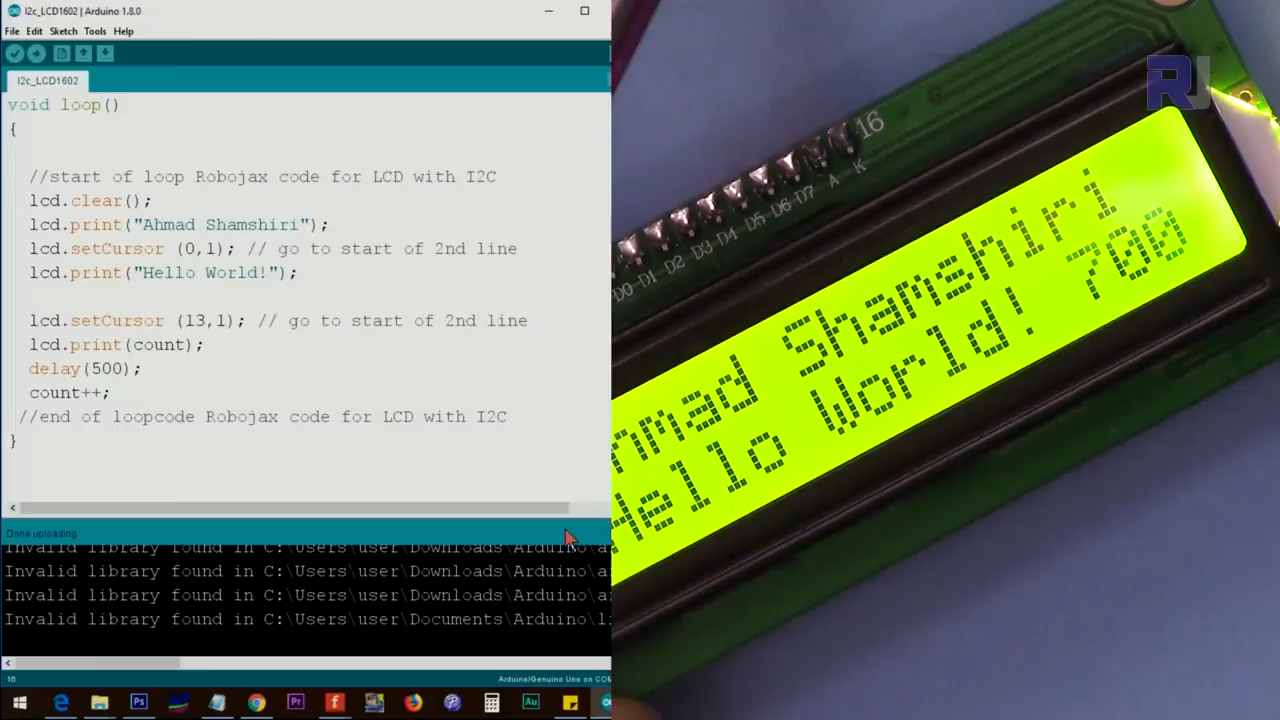 I2c_LCD1602 | Arduino 1.8.0
File Edit Sketch Tools Help
I2c_LCD1602
void loop()
{
//start of loop Robojax code for LCD with I2C
lcd.clear();
lcd.print("Ahmad Shamshiri");
lcd.setCursor (0,1); // go to start of 2nd line
lcd.print("Hello World!");
lcd.setCursor (13,1); // go to start of 2nd line
lcd.print(count);
delay(500);
count++;
//end of loopcode Robojax code for LCD with I2C
}
Done uploading.
Invalid library found in C:\Users\user\Downloads\Arduino\a
Invalid library found in C:\Users\user\Downloads\Arduino\a
Invalid library found in C:\Users\user\Downloads\Arduino\a
Invalid library found in C:\Users\user\Documents\Arduino\l
16
Arduino/Genuino Uno on COM
RJ
16
D0 D1 D2 D3 D4 D5 D6 D7 A K
hmad Shamshiri
Hello World! 700